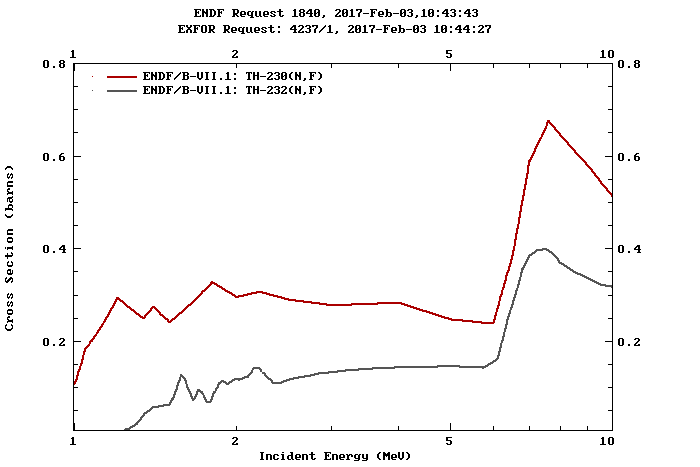 ENDF Request 1840, 2017-Feb-03,10:43:43
EXFOR Request: 4237/1, 2017-Feb-03 10:44:27
1 2 5 10
0.8 0.8
ENDF/B-VII.1: TH-230(N,F)
ENDF/B-VII.1: TH-232(N,F)
0.6 0.6
0.4 0.4
0.2 0.2
Cross Section (barns)
1 2 5 10
Incident Energy (MeV)